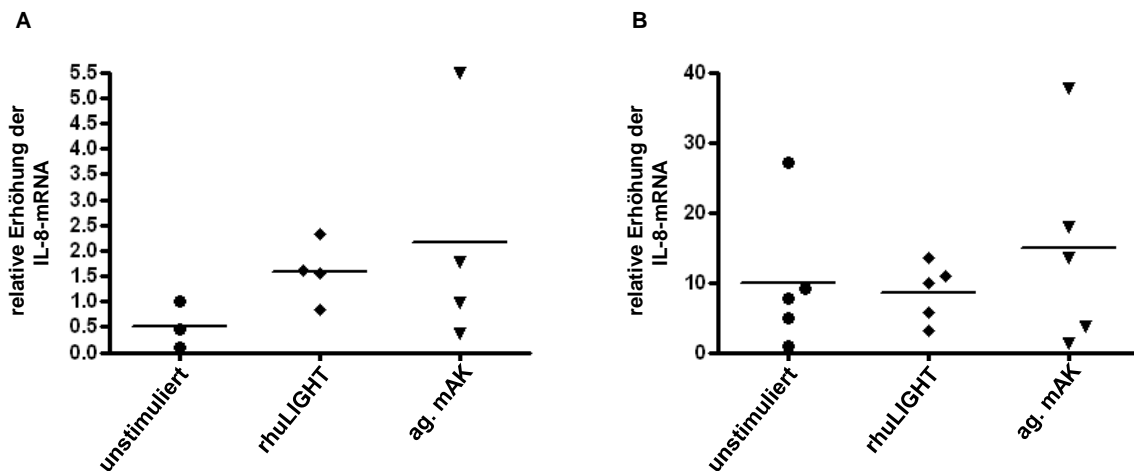 A
relative Erhöhung der
IL-8-mRNA
5.5
5.0
4.5
4.0
3.5
3.0
2.5
2.0
1.5
1.0
0.5
0.0
unstimuliert
rhuLIGHT
ag. mAK
B
relative Erhöhung der
IL-8-mRNA
40
30
20
10
0
unstimuliert
rhuLIGHT
ag. mAK